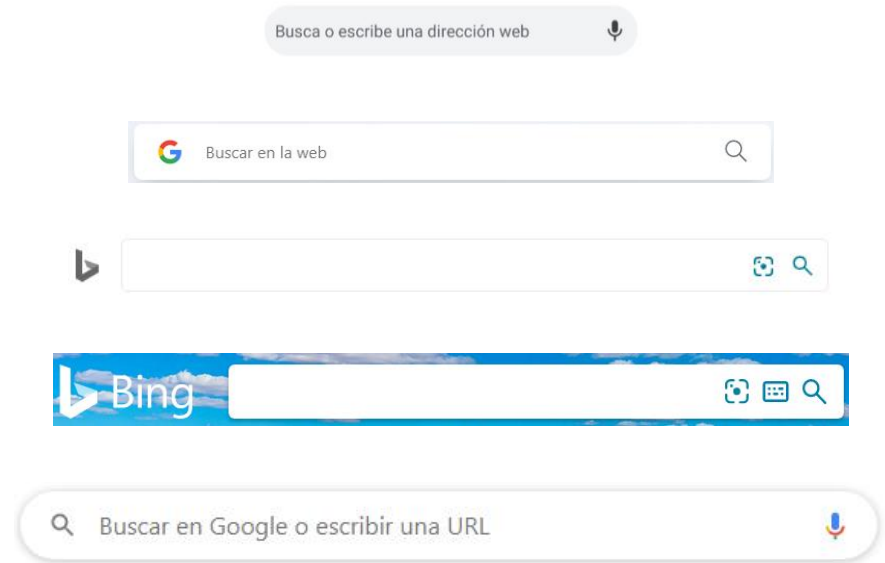 Busca o escribe una dirección web
Buscar en la web
Bing
Buscar en Google o escribir una URL